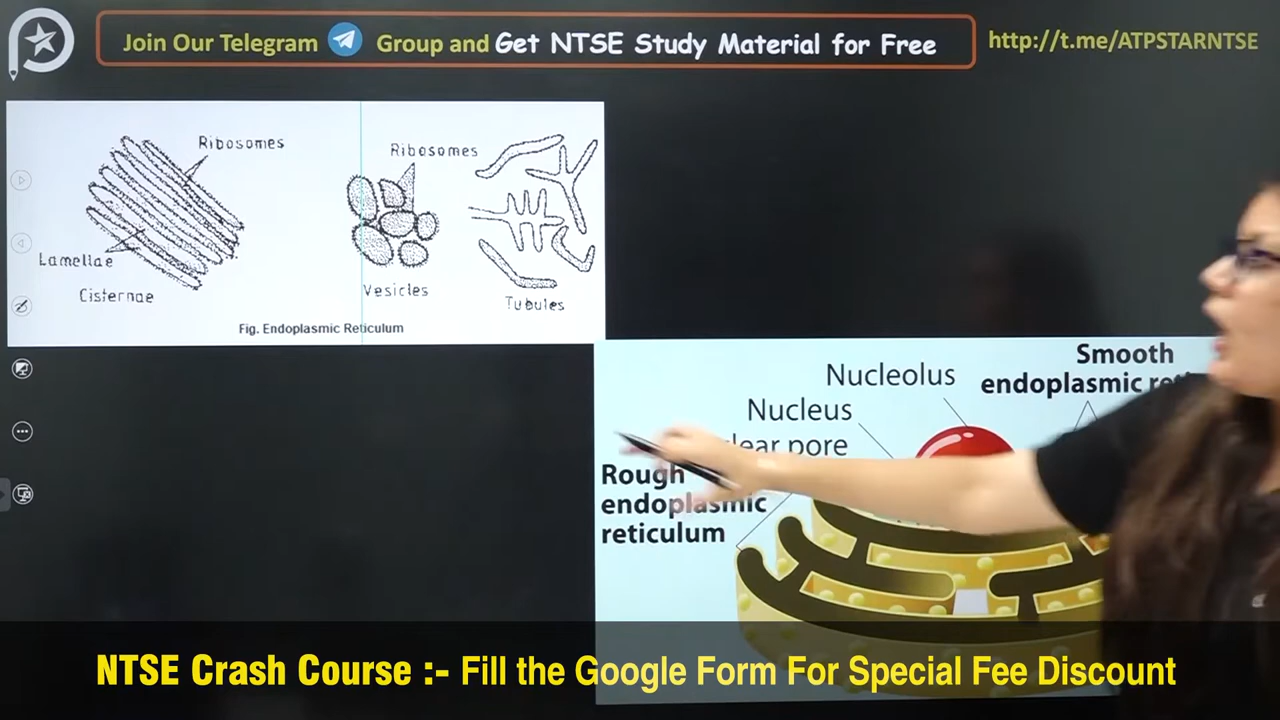 Join Our Telegram Group and Get NTSE Study Material for Free
http://t.me/ATPSTARNTSE
Ribosomes
Lamellae
Cisternae
Ribosomes
Vesicles
Tubules
Fig. Endoplasmic Reticulum
Smooth
endoplasmic
Nucleolus
Nucleus
pore
Rough
endoplasmic
reticulum
NTSE Crash Course :- Fill the Google Form For Special Fee Discount